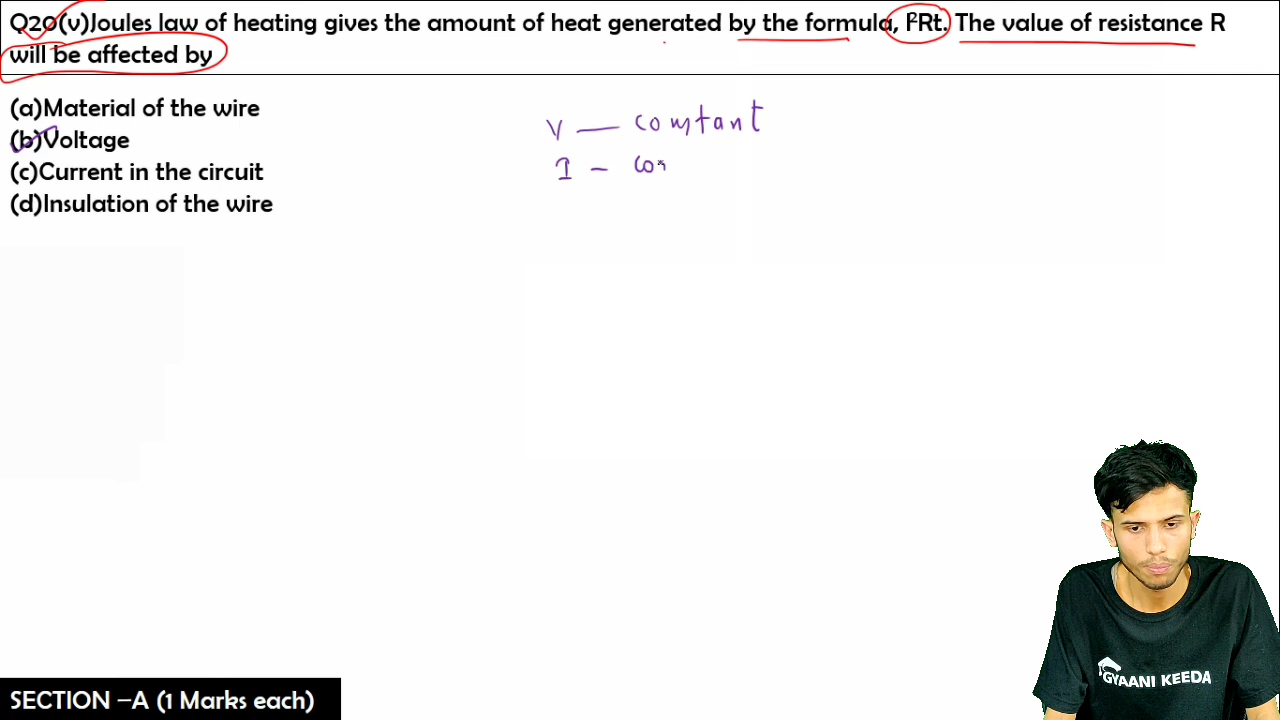 Q20(v)Joules law of heating gives the amount of heat generated by the formula, I²Rt. The value of resistance R
will be affected by
(a)Material of the wire
(b)Voltage
(c)Current in the circuit
(d)Insulation of the wire
V — constant
I – con
GYAANI KEEDA
SECTION –A (1 Marks each)